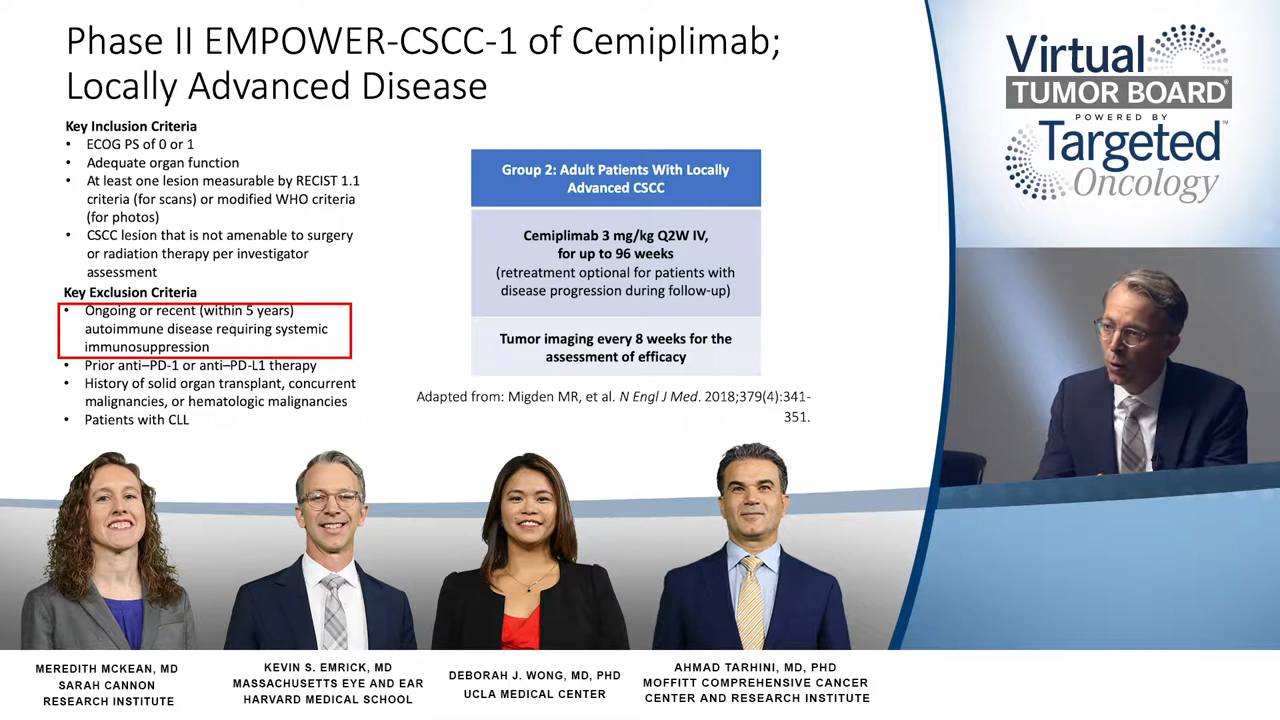 Phase II EMPOWER-CSCC-1 of Cemiplimab;
Locally Advanced Disease
Key Inclusion Criteria
• ECOG PS of 0 or 1
• Adequate organ function
• At least one lesion measurable by RECIST 1.1
criteria (for scans) or modified WHO criteria
(for photos)
• CSCC lesion that is not amenable to surgery
or radiation therapy per investigator
assessment
Key Exclusion Criteria
• Ongoing or recent (within 5 years)
autoimmune disease requiring systemic
immunosuppression
• Prior anti–PD-1 or anti–PD-L1 therapy
• History of solid organ transplant, concurrent
malignancies, or hematologic malignancies
• Patients with CLL
Group 2: Adult Patients With Locally
Advanced CSCC
Cemiplimab 3 mg/kg Q2W IV,
for up to 96 weeks
(retreatment optional for patients with
disease progression during follow-up)
Tumor imaging every 8 weeks for the
assessment of efficacy
Adapted from: Migden MR, et al. N Engl J Med. 2018;379(4):341-
351.
Virtual
TUMOR BOARD®
POWERED BY
Targeted™
Oncology
MEREDITH MCKEAN, MD
SARAH CANNON
RESEARCH INSTITUTE
KEVIN S. EMRICK, MD
MASSACHUSETTS EYE AND EAR
HARVARD MEDICAL SCHOOL
DEBORAH J. WONG, MD, PHD
UCLA MEDICAL CENTER
AHMAD TARHINI, MD, PHD
MOFFITT COMPREHENSIVE CANCER
CENTER AND RESEARCH INSTITUTE